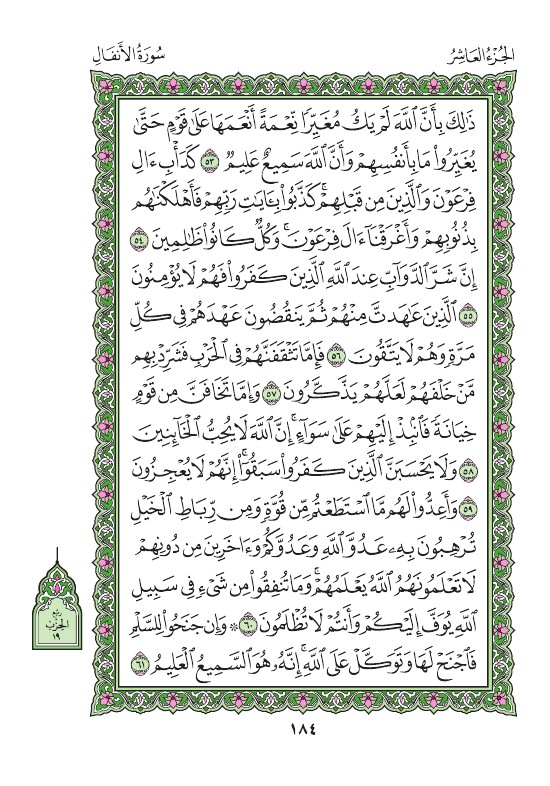 الجُزْءُ العَاشِرُ
سُورَةُ الأَنفَالِ
ذَٰلِكَ بِأَنَّ ٱللَّهَ لَمْ يَكُ مُغَيِّرًا نِّعْمَةً أَنْعَمَهَا عَلَىٰ قَوْمٍ حَتَّىٰ
يُغَيِّرُوا۟ مَا بِأَنفُسِهِمْ وَأَنَّ ٱللَّهَ سَمِيعٌ عَلِيمٌ ٥٣ كَدَأْبِ ءَالِ
فِرْعَوْنَ وَٱلَّذِينَ مِن قَبْلِهِمْ ۚ كَذَّبُوا۟ بِـَٔايَـٰتِ رَبِّهِمْ فَأَهْلَكْنَـٰهُم
بِذُنُوبِهِمْ وَأَغْرَقْنَآ ءَالَ فِرْعَوْنَ ۚ وَكُلٌّ كَانُوا۟ ظَـٰلِمِينَ ٥٤
إِنَّ شَرَّ ٱلدَّوَآبِّ عِندَ ٱللَّهِ ٱلَّذِينَ كَفَرُوا۟ فَهُمْ لَا يُؤْمِنُونَ
٥٥ ٱلَّذِينَ عَـٰهَدتَّ مِنْهُمْ ثُمَّ يَنقُضُونَ عَهْدَهُمْ فِى كُلِّ
مَرَّةٍ وَهُمْ لَا يَتَّقُونَ ٥٦ فَإِمَّا تَثْقَفَنَّهُمْ فِى ٱلْحَرْبِ فَشَرِّدْ بِهِم
مَّنْ خَلْفَهُمْ لَعَلَّهُمْ يَذَّكَّرُونَ ٥٧ وَإِمَّا تَخَافَنَّ مِن قَوْمٍ
خِيَانَةً فَٱنۢبِذْ إِلَيْهِمْ عَلَىٰ سَوَآءٍ ۚ إِنَّ ٱللَّهَ لَا يُحِبُّ ٱلْخَآئِنِينَ
٥٨ وَلَا يَحْسَبَنَّ ٱلَّذِينَ كَفَرُوا۟ سَبَقُوٓا۟ ۚ إِنَّهُمْ لَا يُعْجِزُونَ
٥٩ وَأَعِدُّوا۟ لَهُم مَّا ٱسْتَطَعْتُم مِّن قُوَّةٍ وَمِن رِّبَاطِ ٱلْخَيْلِ
تُرْهِبُونَ بِهِۦ عَدُوَّ ٱللَّهِ وَعَدُوَّكُمْ وَءَاخَرِينَ مِن دُونِهِمْ
لَا تَعْلَمُونَهُمُ ٱللَّهُ يَعْلَمُهُمْ ۚ وَمَا تُنفِقُوا۟ مِن شَىْءٍ فِى سَبِيلِ
ٱللَّهِ يُوَفَّ إِلَيْكُمْ وَأَنتُمْ لَا تُظْلَمُونَ ٦٠ ۞ وَإِن جَنَحُوا۟ لِلسَّلْمِ
فَٱجْنَحْ لَهَا وَتَوَكَّلْ عَلَى ٱللَّهِ ۚ إِنَّهُۥ هُوَ ٱلسَّمِيعُ ٱلْعَلِيمُ ٦١
ربع
الحزب
١٩
١٨٤